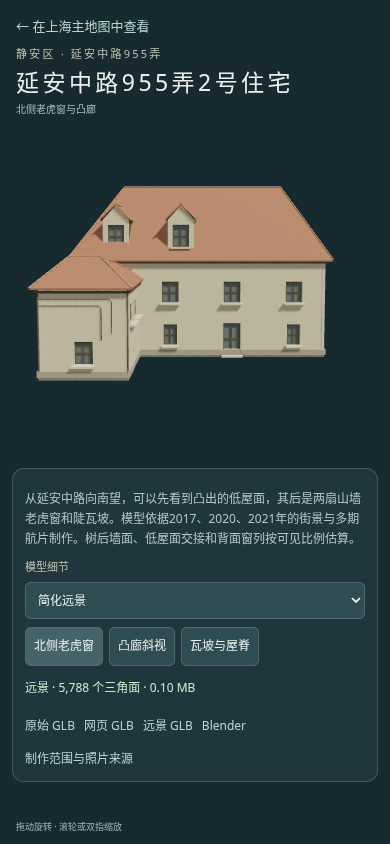 ← 在上海主地图中查看
静安区 · 延安中路955弄
延安中路955弄2号住宅
北侧老虎窗与凸廊
从延安中路向南望，可以先看到凸出的低屋面，其后是两扇山墙
老虎窗和陡瓦坡。模型依据2017、2020、2021年的街景与多期
航片制作。树后墙面、低屋面交接和背面窗列按可见比例估算。
模型细节
简化远景
北侧老虎窗 凸廊斜视 瓦坡与屋脊
远景 · 5,788 个三角面 · 0.10 MB
原始 GLB 网页 GLB 远景 GLB Blender
制作范围与照片来源
拖动旋转 · 滚轮或双指缩放